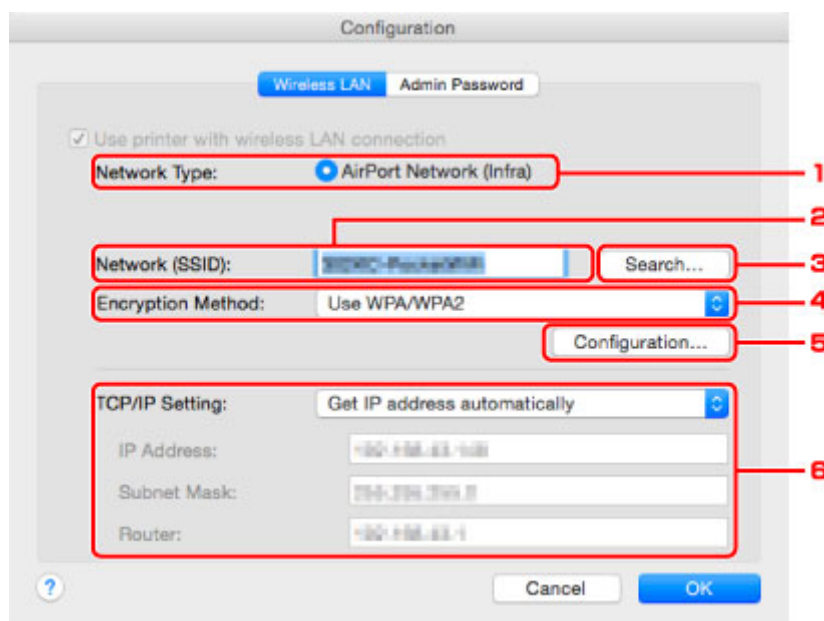 Configuration
Wireless LAN Admin Password
Use printer with wireless LAN connection
Network Type: AirPort Network (Infra) 1
2
Network (SSID): Search... 3
Encryption Method: Use WPA/WPA2 4
Configuration... 5
TCP/IP Setting: Get IP address automatically
IP Address:
6
Subnet Mask:
Router:
? Cancel OK